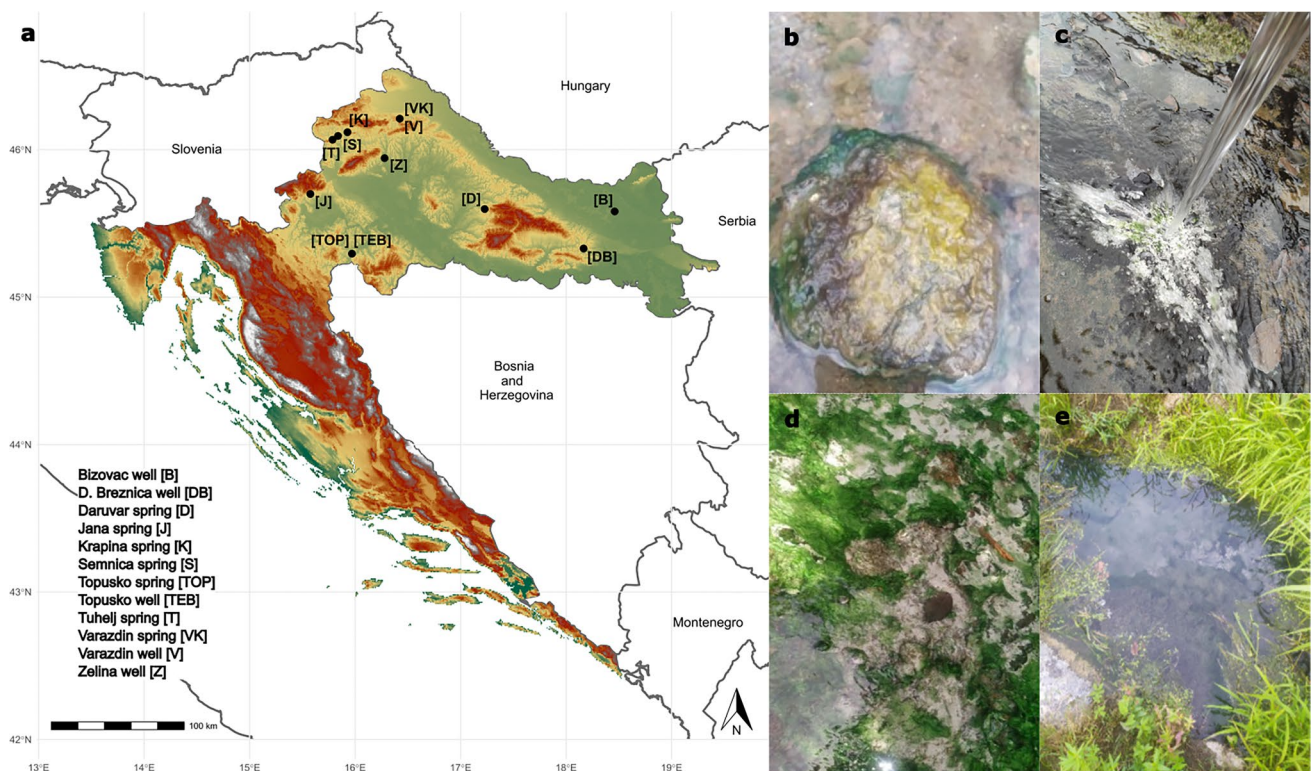 a
Hungary
Slovenia
46°N
[VK]
[K]
[V]
[S]
[T]
[Z]
[J]
[D]
[B]
Serbia
[TOP] [TEB]
[DB]
45°N
Bosnia
and
Herzegovina
44°N
Bizovac well [B]
D. Breznica well [DB]
Daruvar spring [D]
Jana spring [J]
Krapina spring [K]
Semnica spring [S]
Topusko spring [TOP]
Topusko well [TEB]
Tuhelj spring [T]
Varazdin spring [VK]
Varazdin well [V]
Zelina well [Z]
43°N
Montenegro
100 km
N
42°N
13°E 14°E 15°E 16°E 17°E 18°E 19°E
b
c
d
e